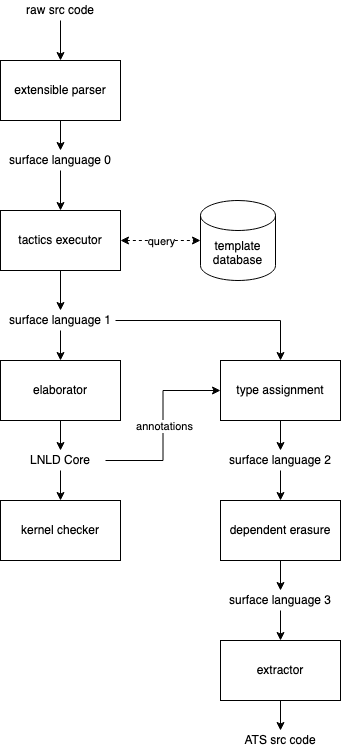 raw src code
extensible parser
surface language 0
tactics executor
query
template
database
surface language 1
elaborator
type assignment
annotations
LNLD Core
surface language 2
kernel checker
dependent erasure
surface language 3
extractor
ATS src code